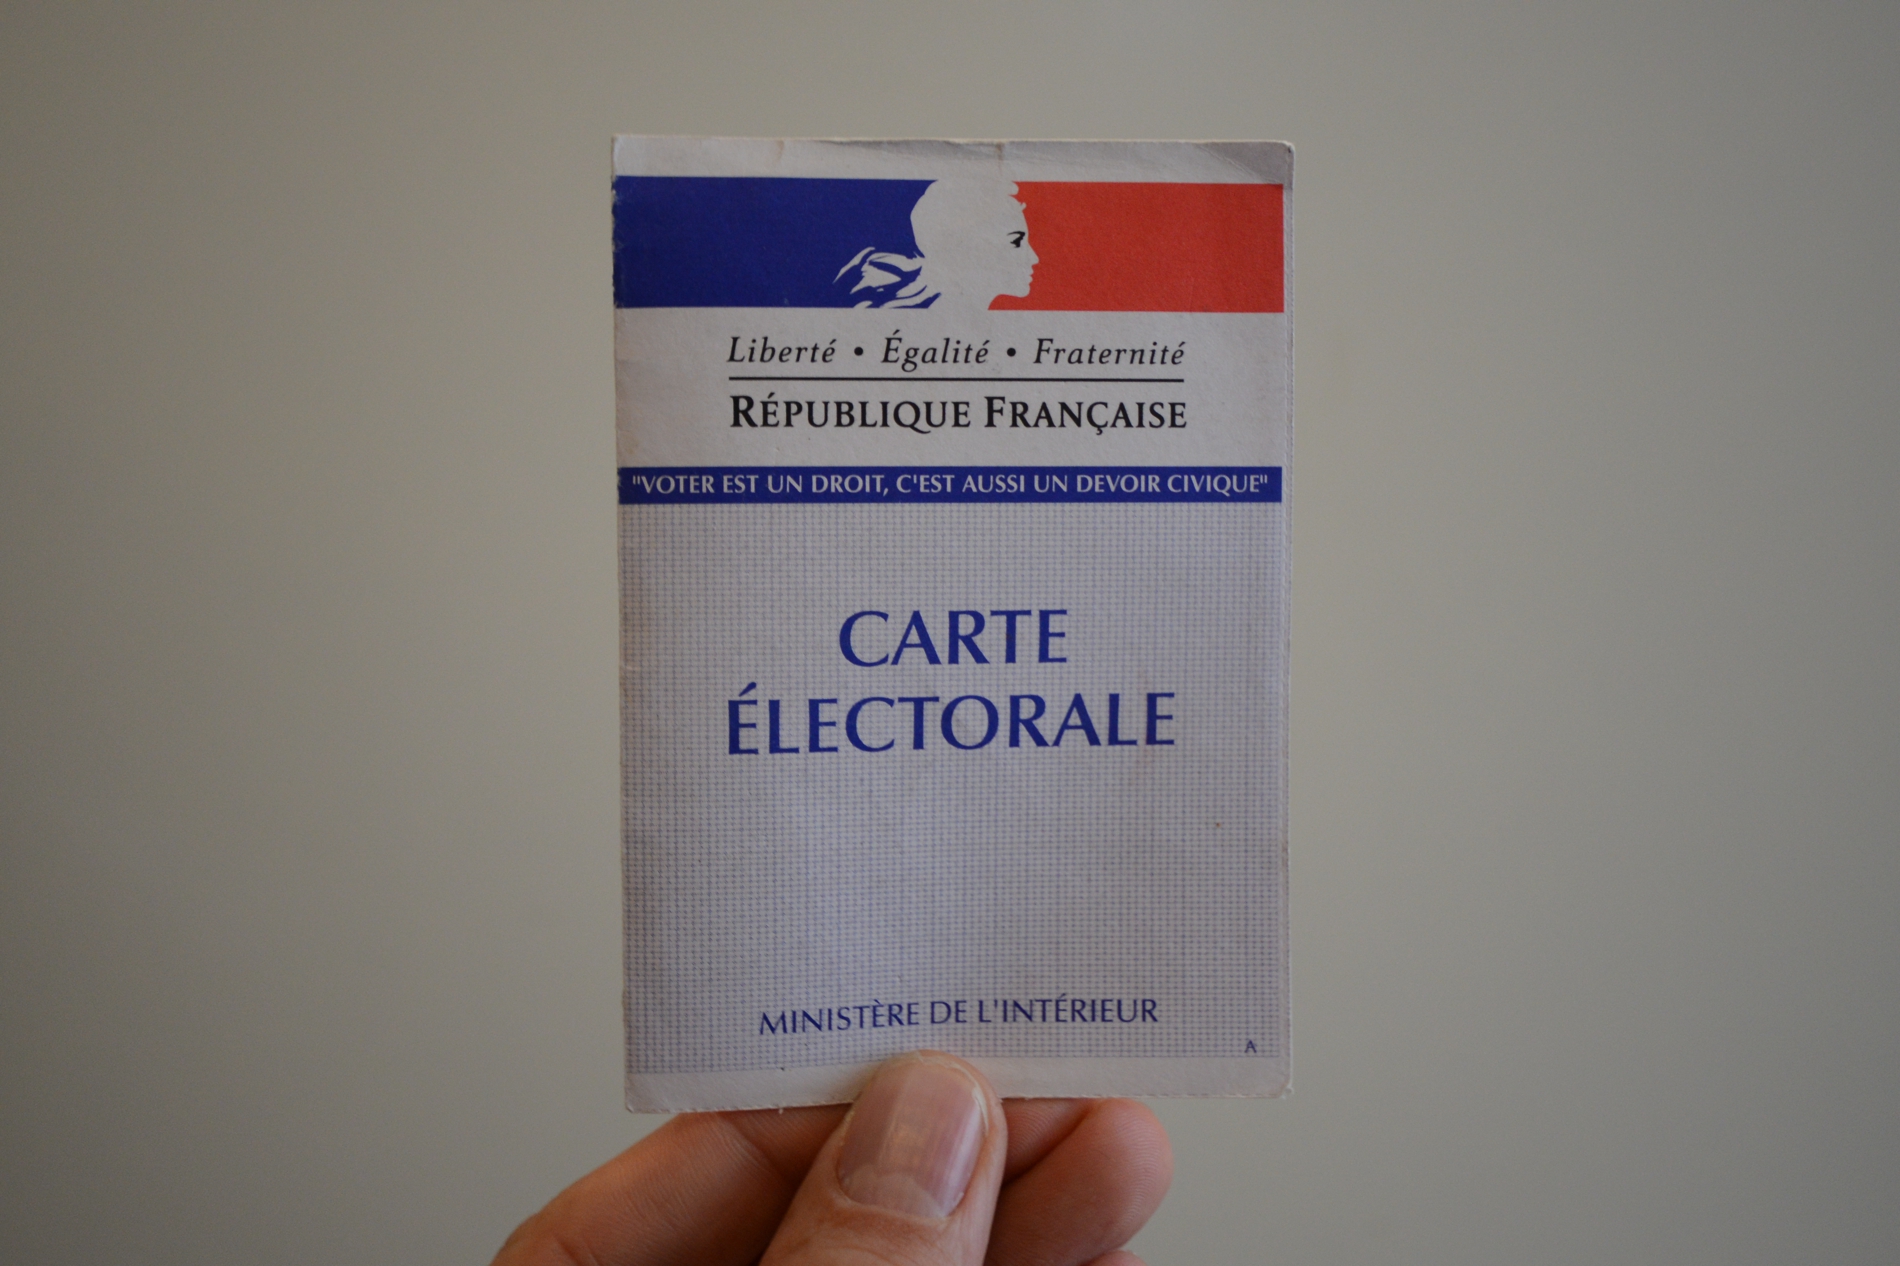 Liberté • Égalité • Fraternité
RÉPUBLIQUE FRANÇAISE
"VOTER EST UN DROIT, C'EST AUSSI UN DEVOIR CIVIQUE"
CARTE
ÉLECTORALE
MINISTÈRE DE L'INTÉRIEUR
A